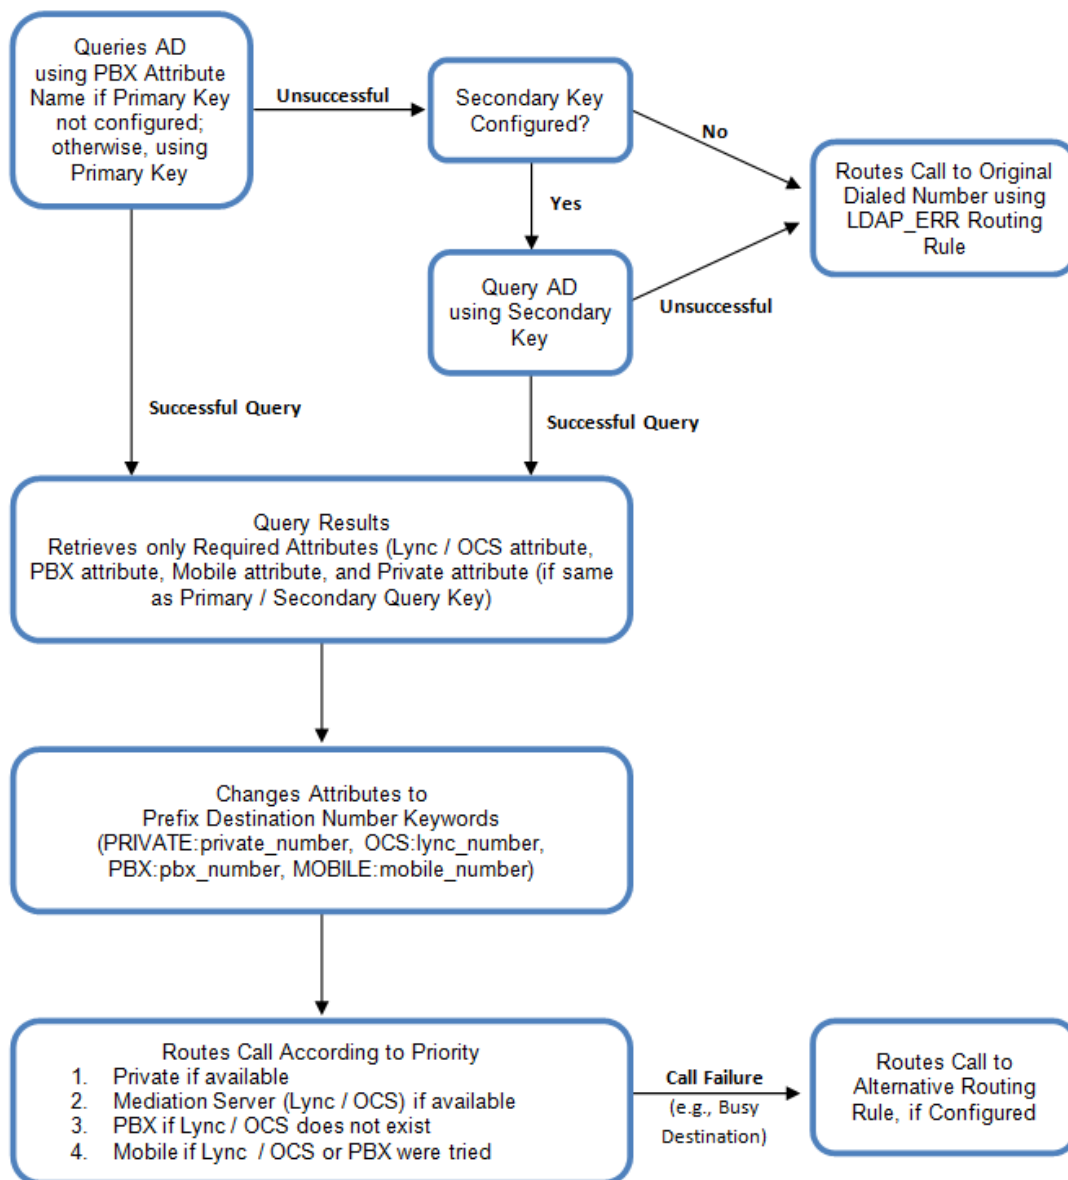 Queries AD
using PBX Attribute
Name if Primary Key
not configured;
otherwise, using
Primary Key
Unsuccessful
Secondary Key
Configured?
No
Routes Call to Original
Dialed Number using
LDAP_ERR Routing
Rule
Yes
Query AD
using Secondary
Key
Unsuccessful
Successful Query
Successful Query
Query Results
Retrieves only Required Attributes (Lync / OCS attribute,
PBX attribute, Mobile attribute, and Private attribute (if same
as Primary / Secondary Query Key)
Changes Attributes to
Prefix Destination Number Keywords
(PRIVATE:private_number, OCS:lync_number,
PBX:pbx_number, MOBILE:mobile_number)
Routes Call According to Priority
1. Private if available
2. Mediation Server (Lync / OCS) if available
3. PBX if Lync / OCS does not exist
4. Mobile if Lync / OCS or PBX were tried
Call Failure
(e.g., Busy
Destination)
Routes Call to
Alternative Routing
Rule, if Configured